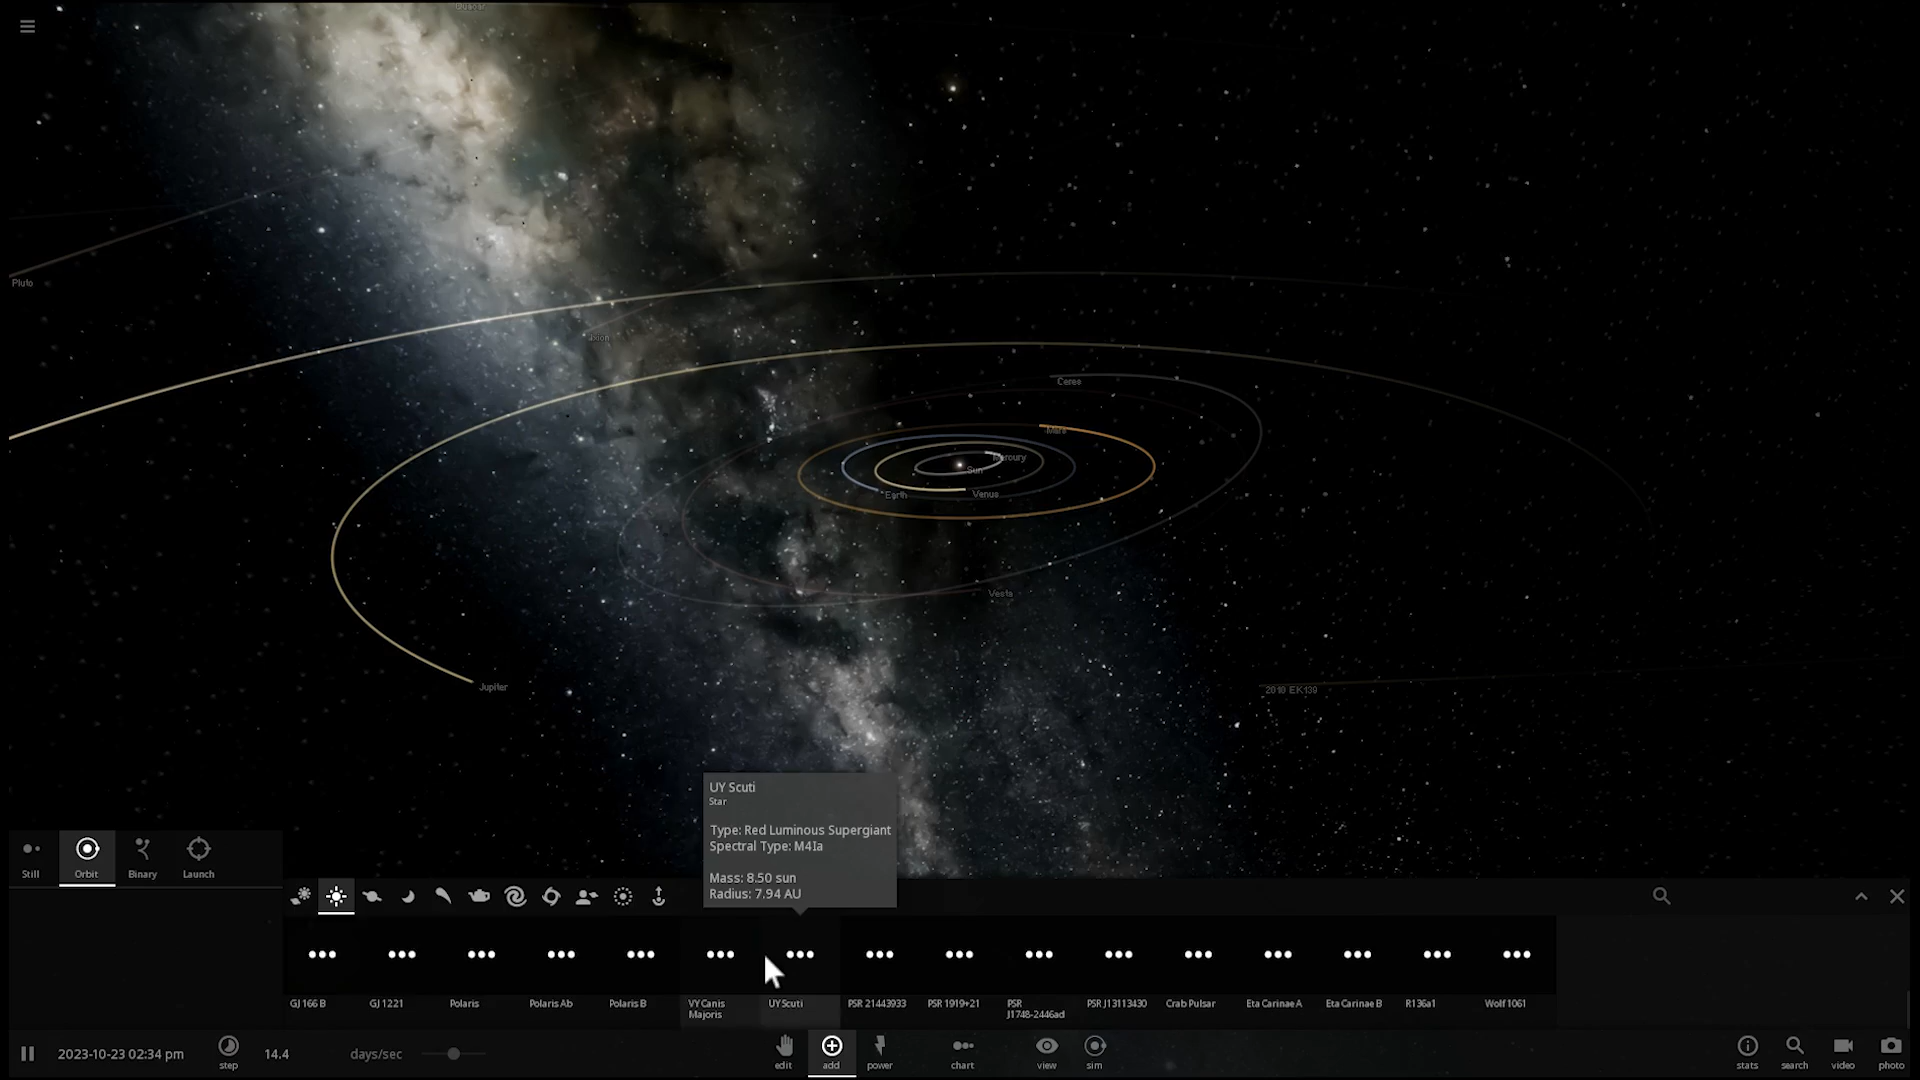 Quaoar
Pluto
Ixion
Ceres
Mars
Mercury
Sun
Earth
Venus
Vesta
Jupiter
2010 EK139
UY Scuti
Star
Type: Red Luminous Supergiant
Spectral Type: M4Ia
Mass: 8.50 sun
Radius: 7.94 AU
Still
Orbit
Binary
Launch
GJ 166 B
GJ 1221
Polaris
Polaris Ab
Polaris B
VY Canis
Majoris
UY Scuti
PSR 21443933
PSR 1919+21
PSR
J1748-2446ad
PSR J13113430
Crab Pulsar
Eta Carinae A
Eta Carinae B
R136a1
Wolf 1061
2023-10-23 02:34 pm
step
14.4
days/sec
edit
add
power
chart
view
sim
stats
search
video
photo